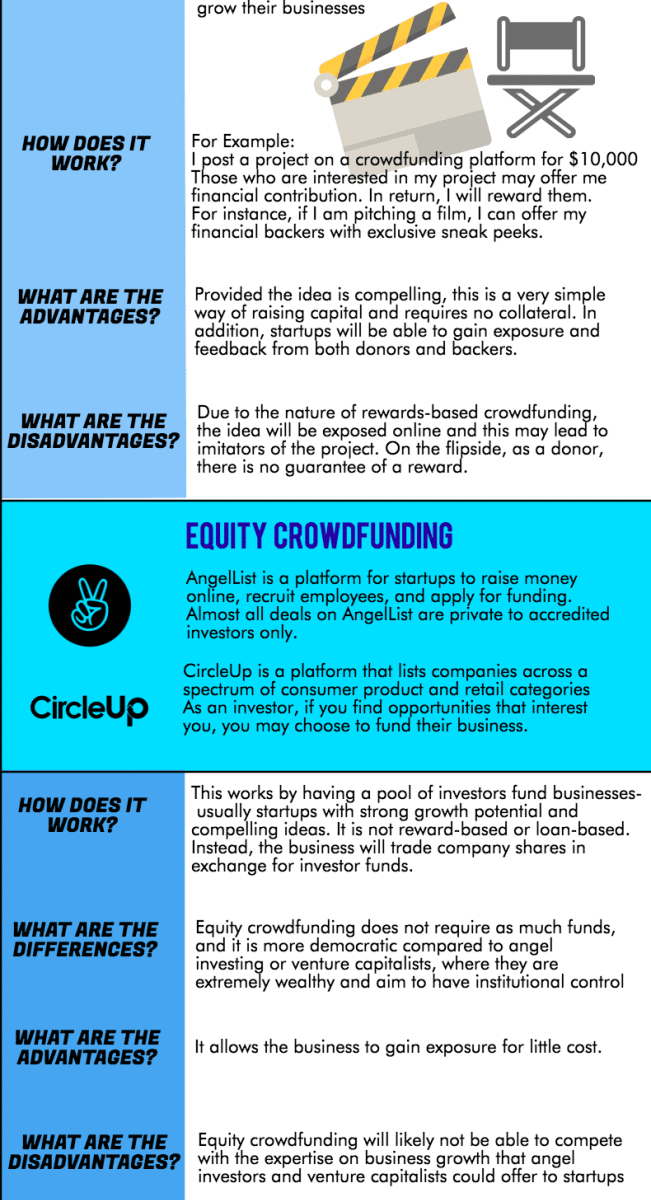 grow their businesses
HOW DOES IT
WORK?
For Example:
I post a project on a crowdfunding platform for $10,000
Those who are interested in my project may offer me
financial contribution. In return, I will reward them.
For instance, if I am pitching a film, I can offer my
financial backers with exclusive sneak peeks.
WHAT ARE THE
ADVANTAGES?
Provided the idea is compelling, this is a very simple
way of raising capital and requires no collateral. In
addition, startups will be able to gain exposure and
feedback from both donors and backers.
WHAT ARE THE
DISADVANTAGES?
Due to the nature of rewards-based crowdfunding,
the idea will be exposed online and this may lead to
imitators of the project. On the flipside, as a donor,
there is no guarantee of a reward.
EQUITY CROWDFUNDING
AngelList is a platform for startups to raise money
online, recruit employees, and apply for funding.
Almost all deals on AngelList are private to accredited
investors only.
CircleUp
CircleUp is a platform that lists companies across a
spectrum of consumer product and retail categories
As an investor, if you find opportunities that interest
you, you may choose to fund their business.
HOW DOES IT
WORK?
This works by having a pool of investors fund businesses-
usually startups with strong growth potential and
compelling ideas. It is not reward-based or loan-based.
Instead, the business will trade company shares in
exchange for investor funds.
WHAT ARE THE
DIFFERENCES?
Equity crowdfunding does not require as much funds,
and it is more democratic compared to angel
investing or venture capitalists, where they are
extremely wealthy and aim to have institutional control
WHAT ARE THE
ADVANTAGES?
It allows the business to gain exposure for little cost.
WHAT ARE THE
DISADVANTAGES?
Equity crowdfunding will likely not be able to compete
with the expertise on business growth that angel
investors and venture capitalists could offer to startups